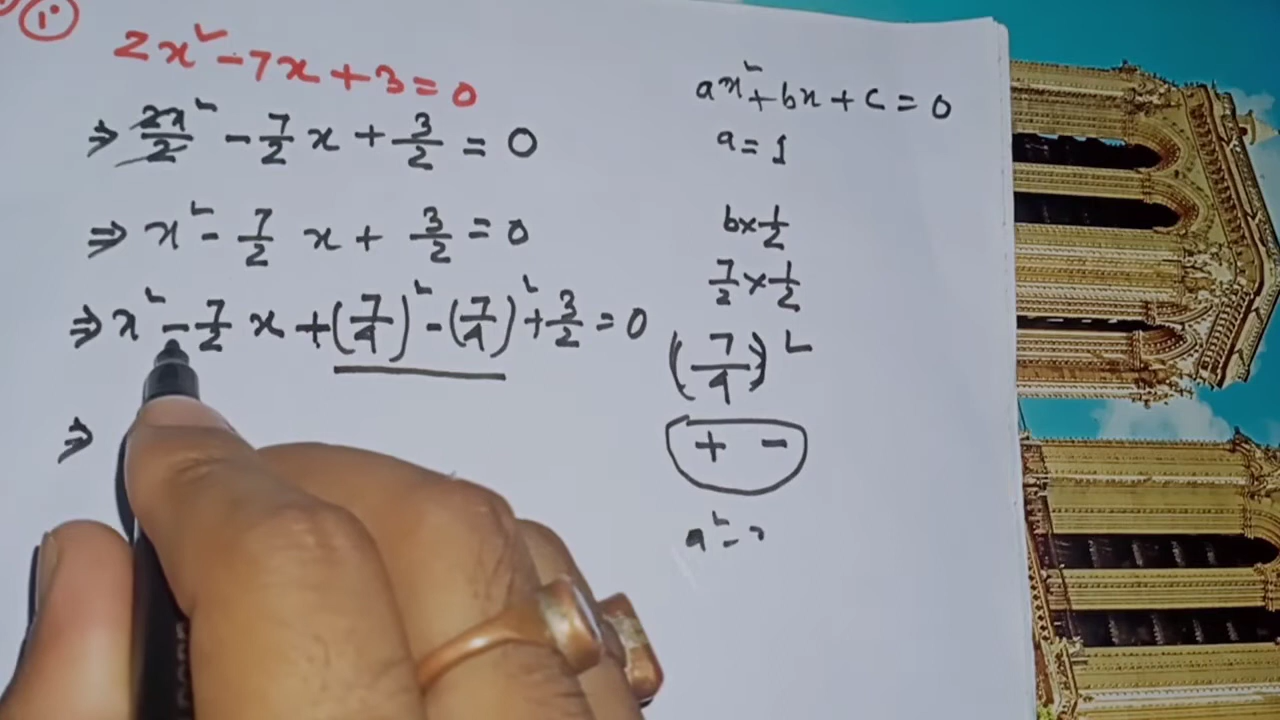 ①
2x² - 7x + 3 = 0
⇒ 2x²/2 - 7/2 x + 3/2 = 0
⇒ x² - 7/2 x + 3/2 = 0
⇒ x² - 7/2 x + (7/4)² - (7/4)² + 3/2 = 0
⇒
ax² + bx + c = 0
a = 1
b × 1/2
7/2 × 1/2
(7/4)²
+ -
a² -